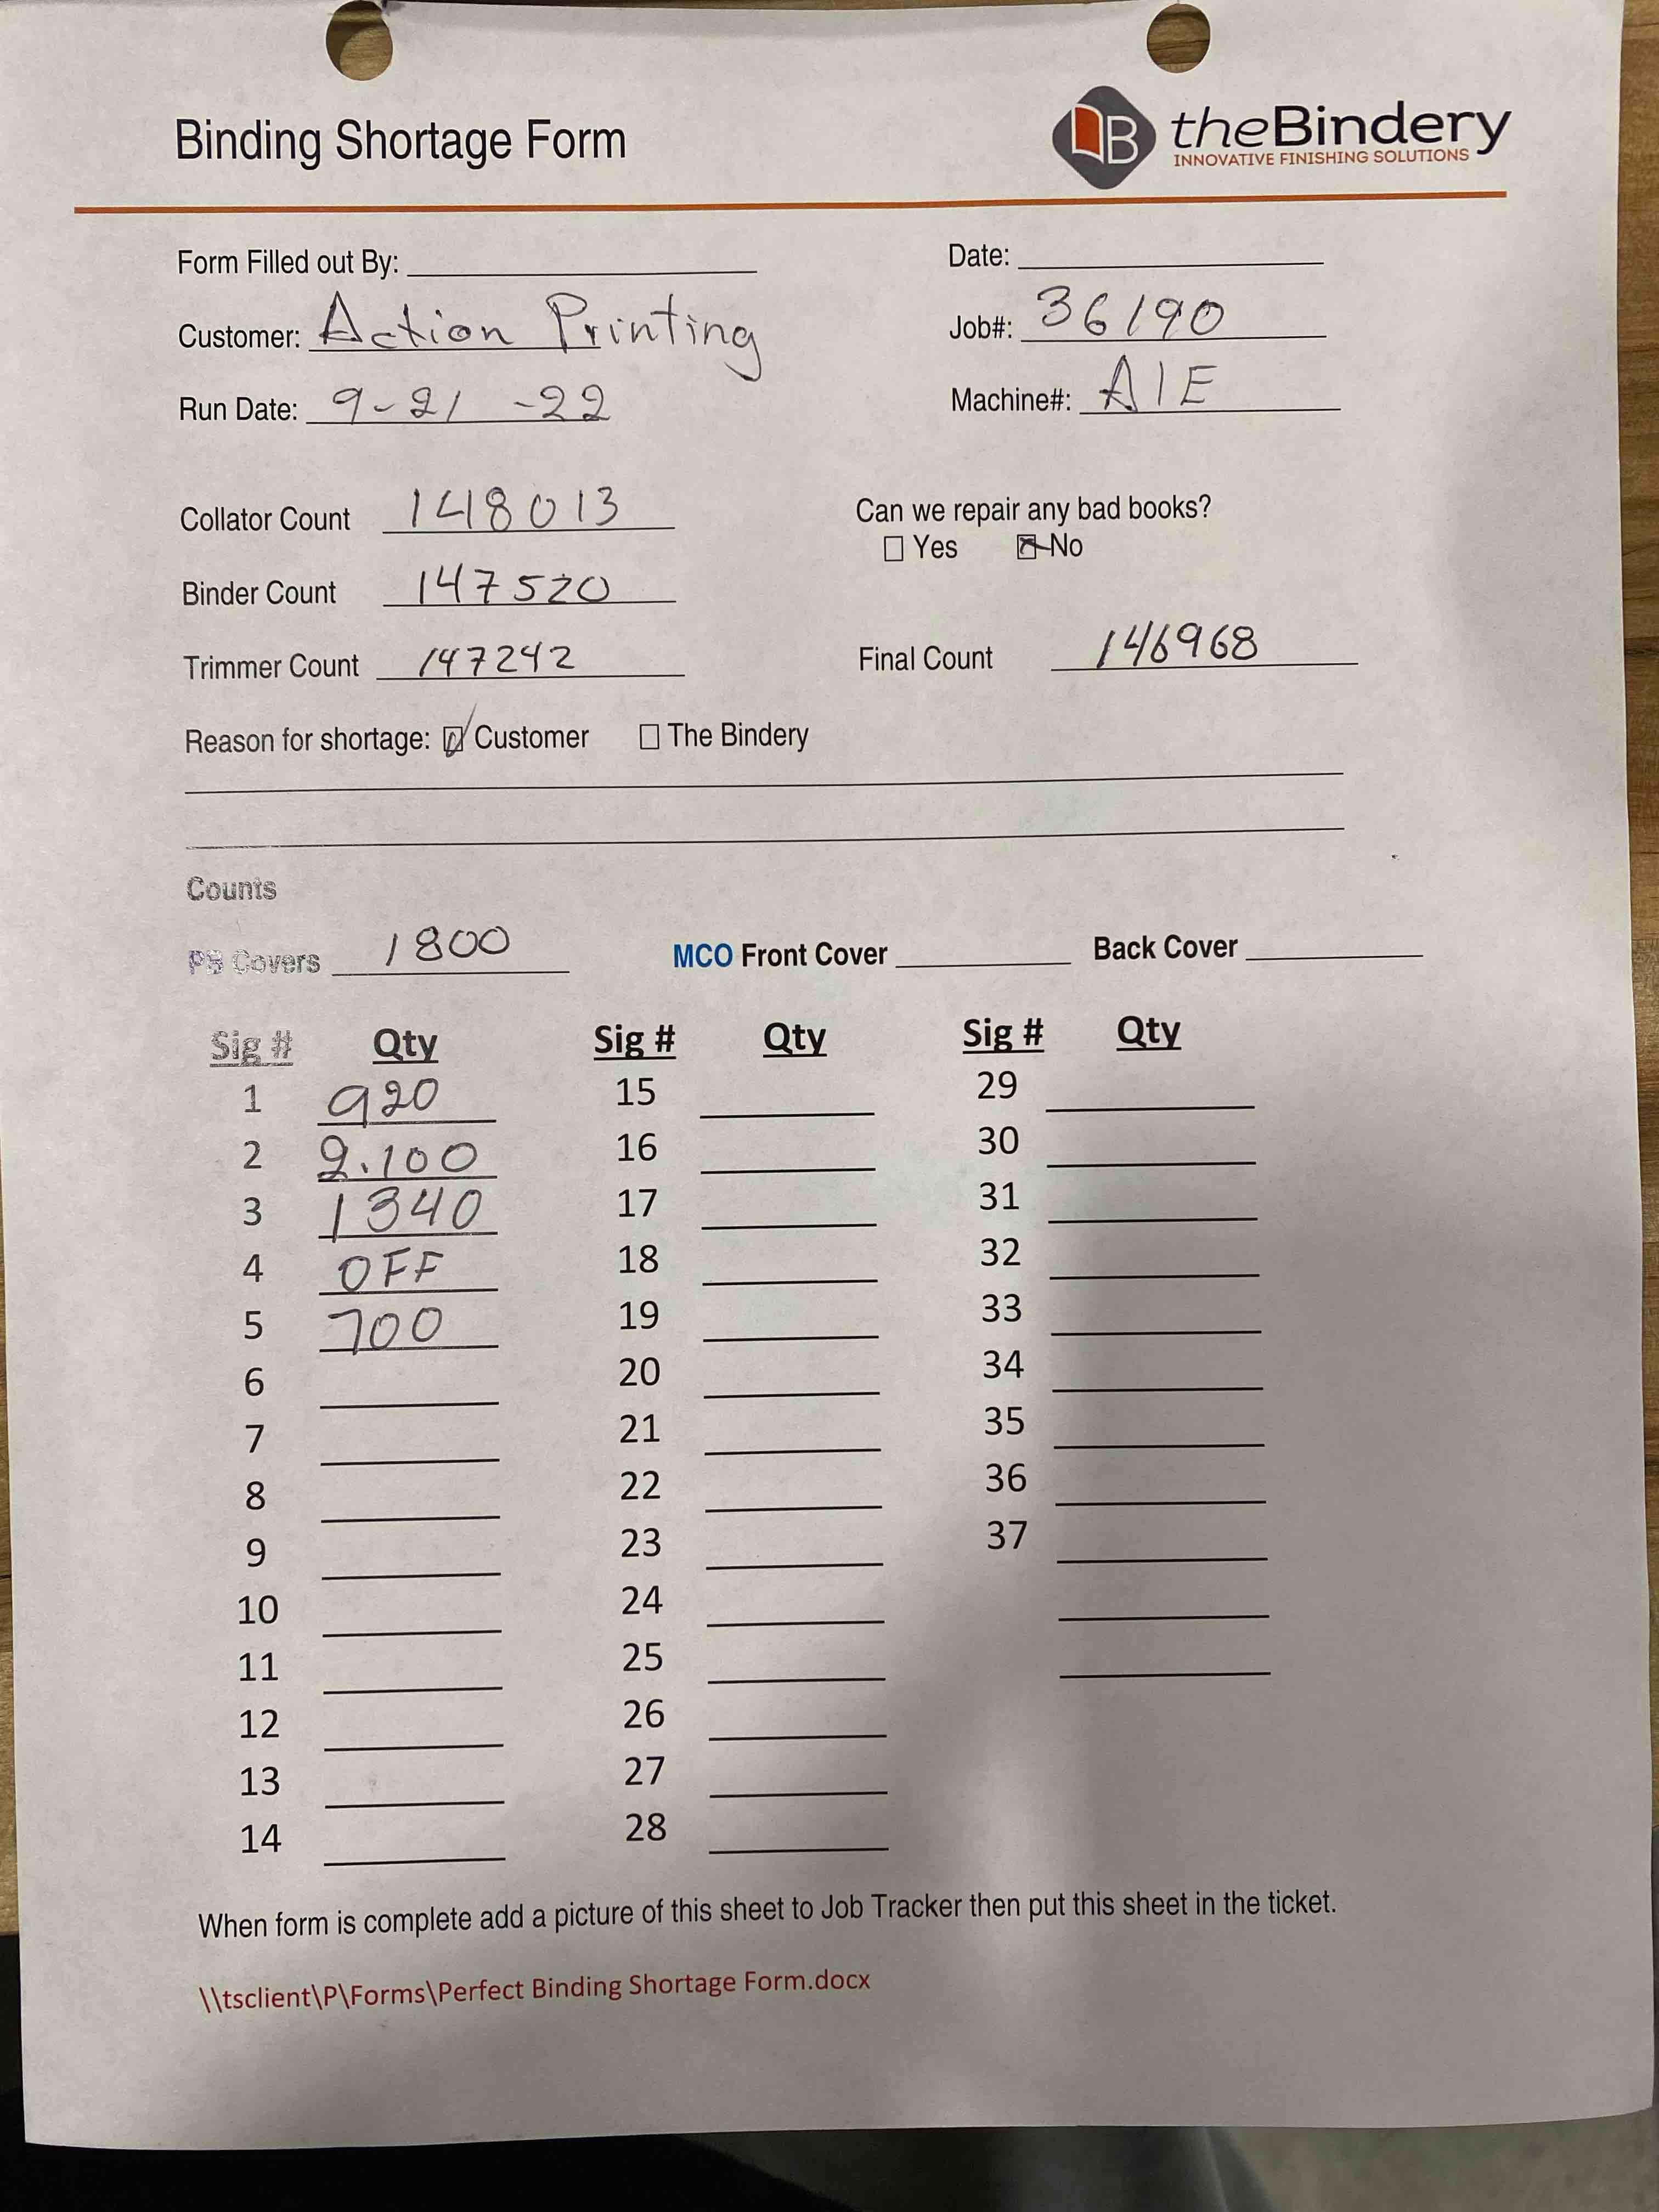 Binding Shortage Form
B theBindery
INNOVATIVE FINISHING SOLUTIONS
Form Filled out By:
Date:
Customer: Action Printing
Job#: 36190
Run Date: 9-21 -22
Machine#: A1E
Collator Count 148013
Can we repair any bad books?
Yes No
Binder Count 147520
Trimmer Count 147242
Final Count 146968
Reason for shortage: Customer The Bindery
Counts
PB Covers 1800 MCO Front Cover Back Cover
Sig # Qty Sig # Qty Sig # Qty
1 920 15 29
2 2.100 16 30
3 1340 17 31
4 OFF 18 32
5 700 19 33
6 20 34
7 21 35
8 22 36
9 23 37
10 24
11 25
12 26
13 27
14 28
When form is complete add a picture of this sheet to Job Tracker then put this sheet in the ticket.
\\tsclient\P\Forms\Perfect Binding Shortage Form.docx